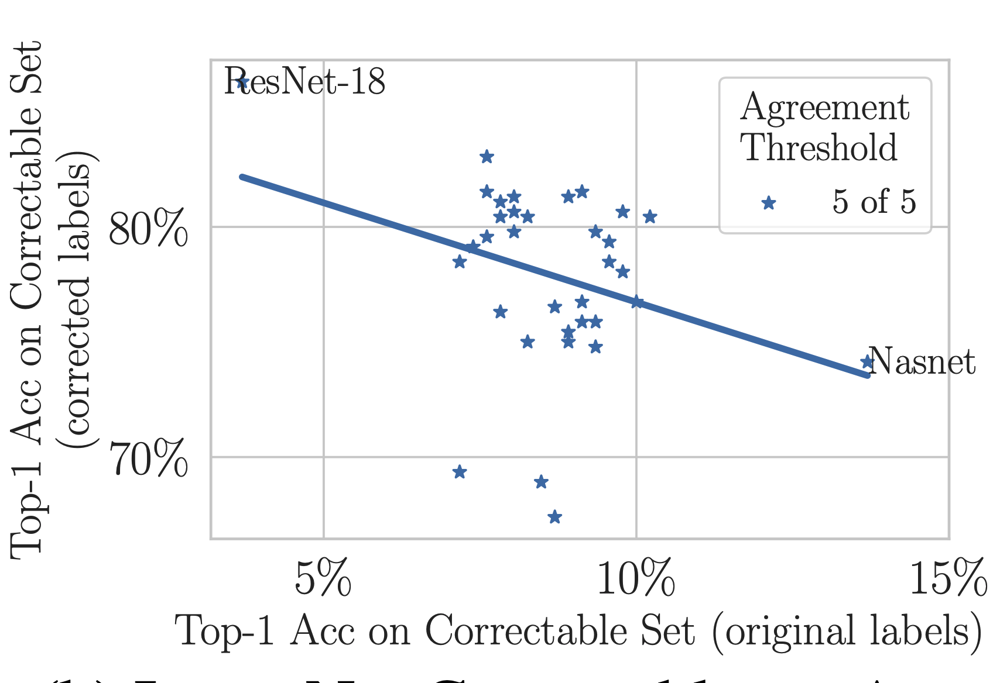 ResNet-18
Agreement
Threshold
5 of 5
Nasnet
80%
70%
5%
10%
15%
Top-1 Acc on Correctable Set
(corrected labels)
Top-1 Acc on Correctable Set (original labels)